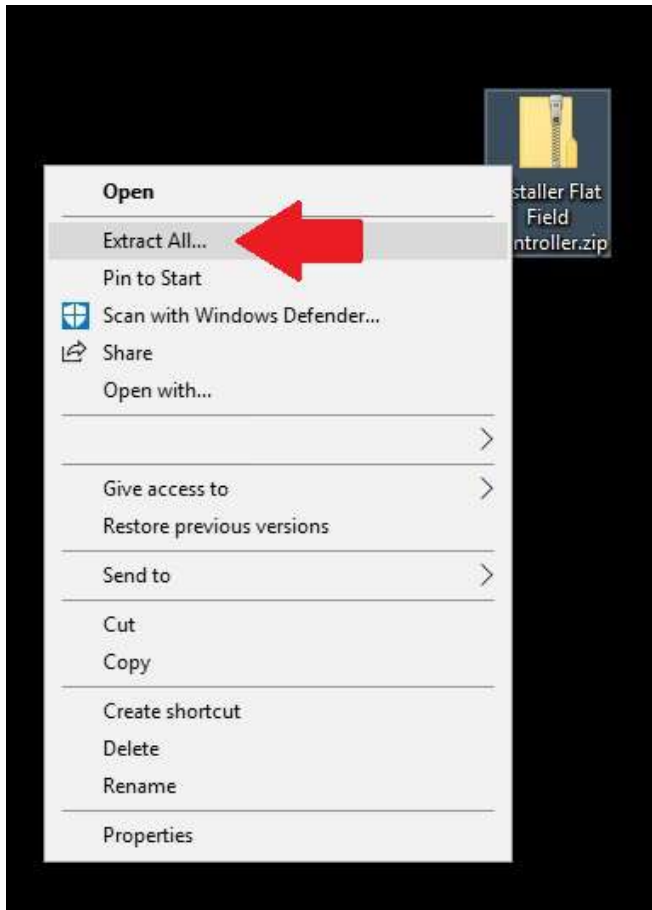 Open
Extract All...
Pin to Start
Scan with Windows Defender...
Share
Open with...
Give access to
Restore previous versions
Send to
Cut
Copy
Create shortcut
Delete
Rename
Properties
staller Flat
Field
ntroller.zip